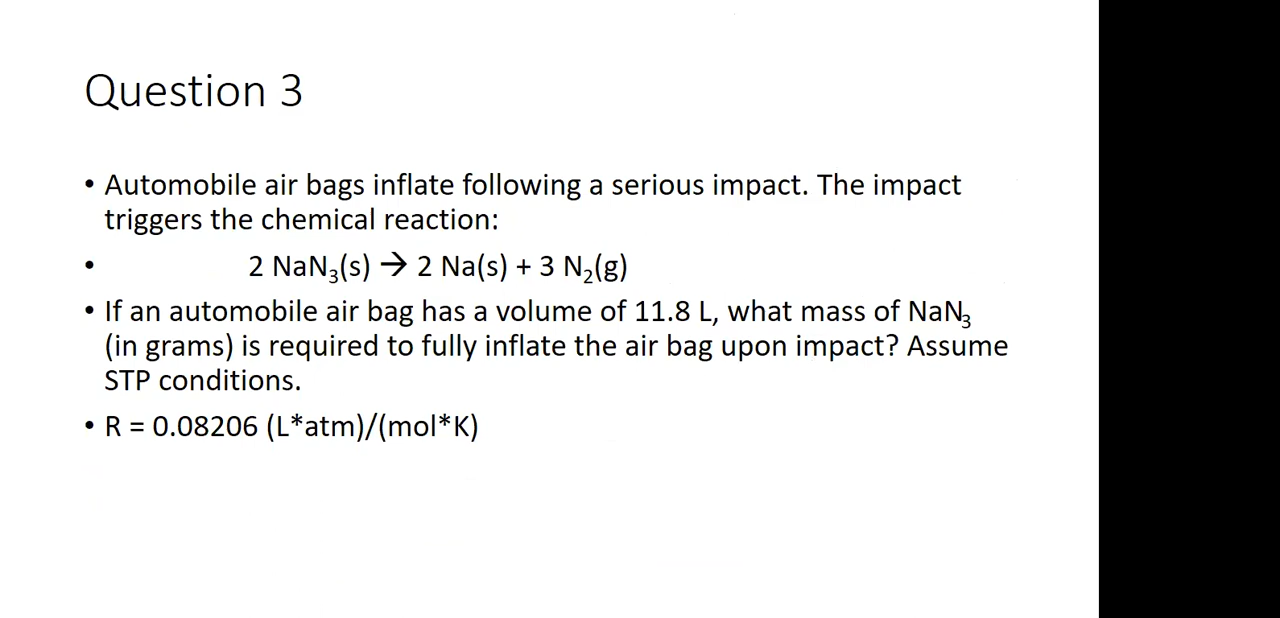 Question 3
• Automobile air bags inflate following a serious impact. The impact
triggers the chemical reaction:
• 2 NaN₃(s) → 2 Na(s) + 3 N₂(g)
• If an automobile air bag has a volume of 11.8 L, what mass of NaN₃
(in grams) is required to fully inflate the air bag upon impact? Assume
STP conditions.
• R = 0.08206 (L*atm)/(mol*K)